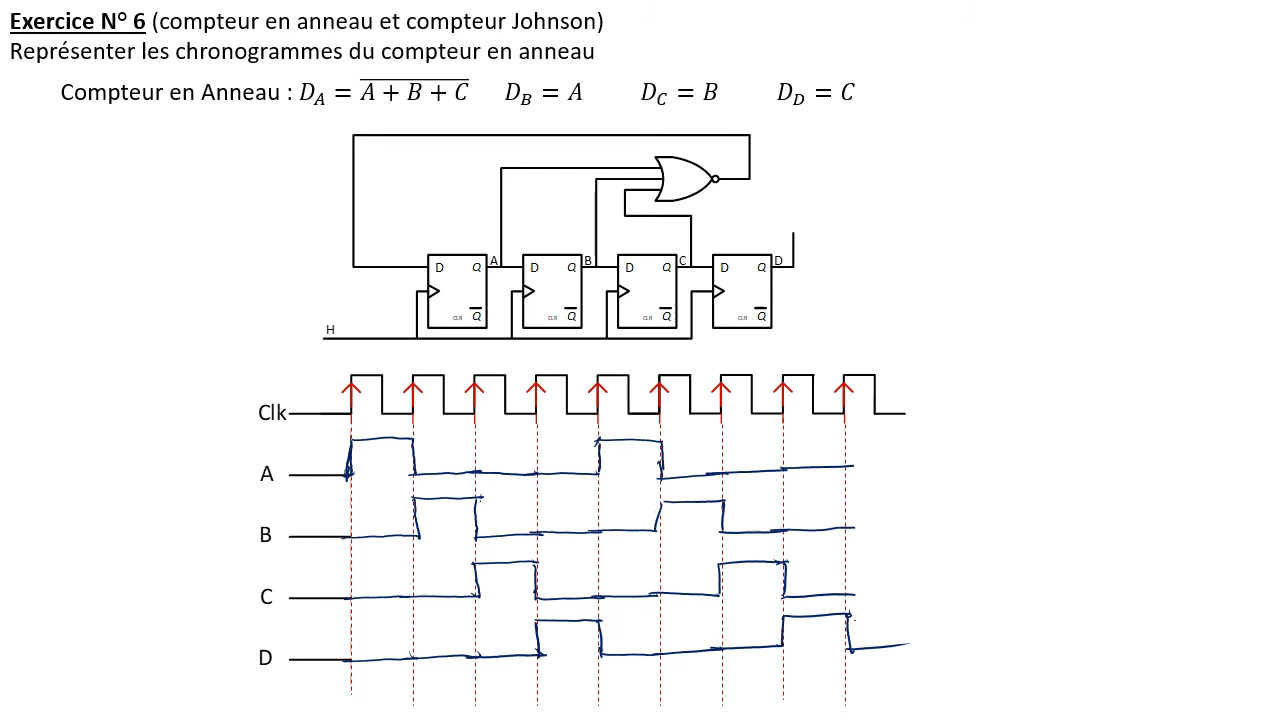 Exercice N° 6 (compteur en anneau et compteur Johnson)
Représenter les chronogrammes du compteur en anneau
Compteur en Anneau : D_A = \overline{A + B + C} D_B = A D_C = B D_D = C
D Q A D Q B D Q C D Q D
CLR Q̅ CLR Q̅ CLR Q̅ CLR Q̅
H
Clk
A
B
C
D